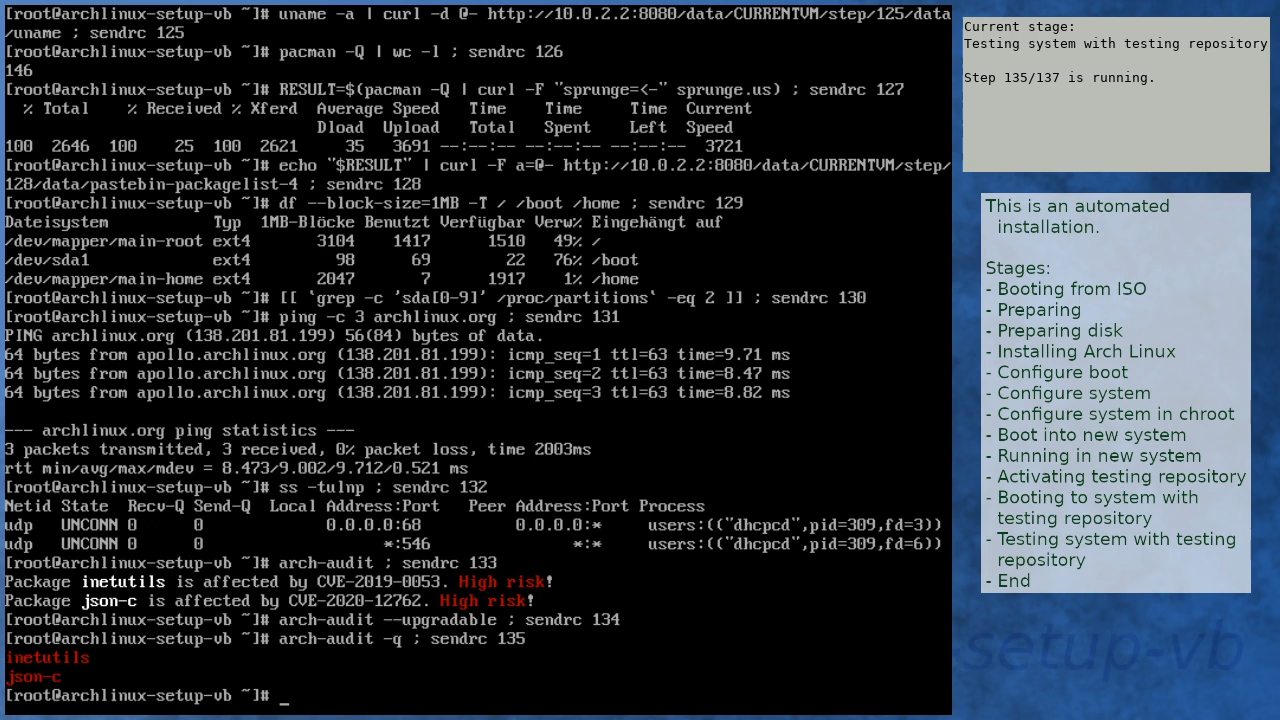 [root@archlinux-setup-vb ~]# uname -a | curl -d @- http://10.0.2.2:8080/data/CURRENTVM/step/125/data
/uname ; sendrc 125
[root@archlinux-setup-vb ~]# pacman -Q | wc -l ; sendrc 126
146
[root@archlinux-setup-vb ~]# RESULT=$(pacman -Q | curl -F "sprunge=<-" sprunge.us) ; sendrc 127
  % Total    % Received % Xferd  Average Speed   Time    Time     Time  Current
                                 Dload  Upload   Total   Spent    Left  Speed
100  2646  100    25  100  2621     35   3691 --:--:-- --:--:-- --:--:--  3721
[root@archlinux-setup-vb ~]# echo "$RESULT" | curl -F a=@- http://10.0.2.2:8080/data/CURRENTVM/step/
128/data/pastebin-packagelist-4 ; sendrc 128
[root@archlinux-setup-vb ~]# df --block-size=1MB -T / /boot /home ; sendrc 129
Dateisystem           Typ  1MB-Blöcke Benutzt Verfügbar Verw% Eingehängt auf
/dev/mapper/main-root ext4       3104    1417      1510   49% /
/dev/sda1             ext4         98      69        22   76% /boot
/dev/mapper/main-home ext4       2047       7      1917    1% /home
[root@archlinux-setup-vb ~]# [[ `grep -c 'sda[0-9]' /proc/partitions` -eq 2 ]] ; sendrc 130
[root@archlinux-setup-vb ~]# ping -c 3 archlinux.org ; sendrc 131
PING archlinux.org (138.201.81.199) 56(84) bytes of data.
64 bytes from apollo.archlinux.org (138.201.81.199): icmp_seq=1 ttl=63 time=9.71 ms
64 bytes from apollo.archlinux.org (138.201.81.199): icmp_seq=2 ttl=63 time=8.47 ms
64 bytes from apollo.archlinux.org (138.201.81.199): icmp_seq=3 ttl=63 time=8.82 ms

--- archlinux.org ping statistics ---
3 packets transmitted, 3 received, 0% packet loss, time 2003ms
rtt min/avg/max/mdev = 8.473/9.002/9.712/0.521 ms
[root@archlinux-setup-vb ~]# ss -tulnp ; sendrc 132
Netid State  Recv-Q Send-Q  Local Address:Port   Peer Address:Port Process
udp   UNCONN 0      0             0.0.0.0:68          0.0.0.0:*     users:(("dhcpcd",pid=309,fd=3))
udp   UNCONN 0      0                   *:546               *:*     users:(("dhcpcd",pid=309,fd=6))
[root@archlinux-setup-vb ~]# arch-audit ; sendrc 133
Package inetutils is affected by CVE-2019-0053. High risk!
Package json-c is affected by CVE-2020-12762. High risk!
[root@archlinux-setup-vb ~]# arch-audit --upgradable ; sendrc 134
[root@archlinux-setup-vb ~]# arch-audit -q ; sendrc 135
inetutils
json-c
[root@archlinux-setup-vb ~]# _
Current stage:
Testing system with testing repository

Step 135/137 is running.
This is an automated
installation.

Stages:
- Booting from ISO
- Preparing
- Preparing disk
- Installing Arch Linux
- Configure boot
- Configure system
- Configure system in chroot
- Boot into new system
- Running in new system
- Activating testing repository
- Booting to system with
testing repository
- Testing system with testing
repository
- End
setup-vb